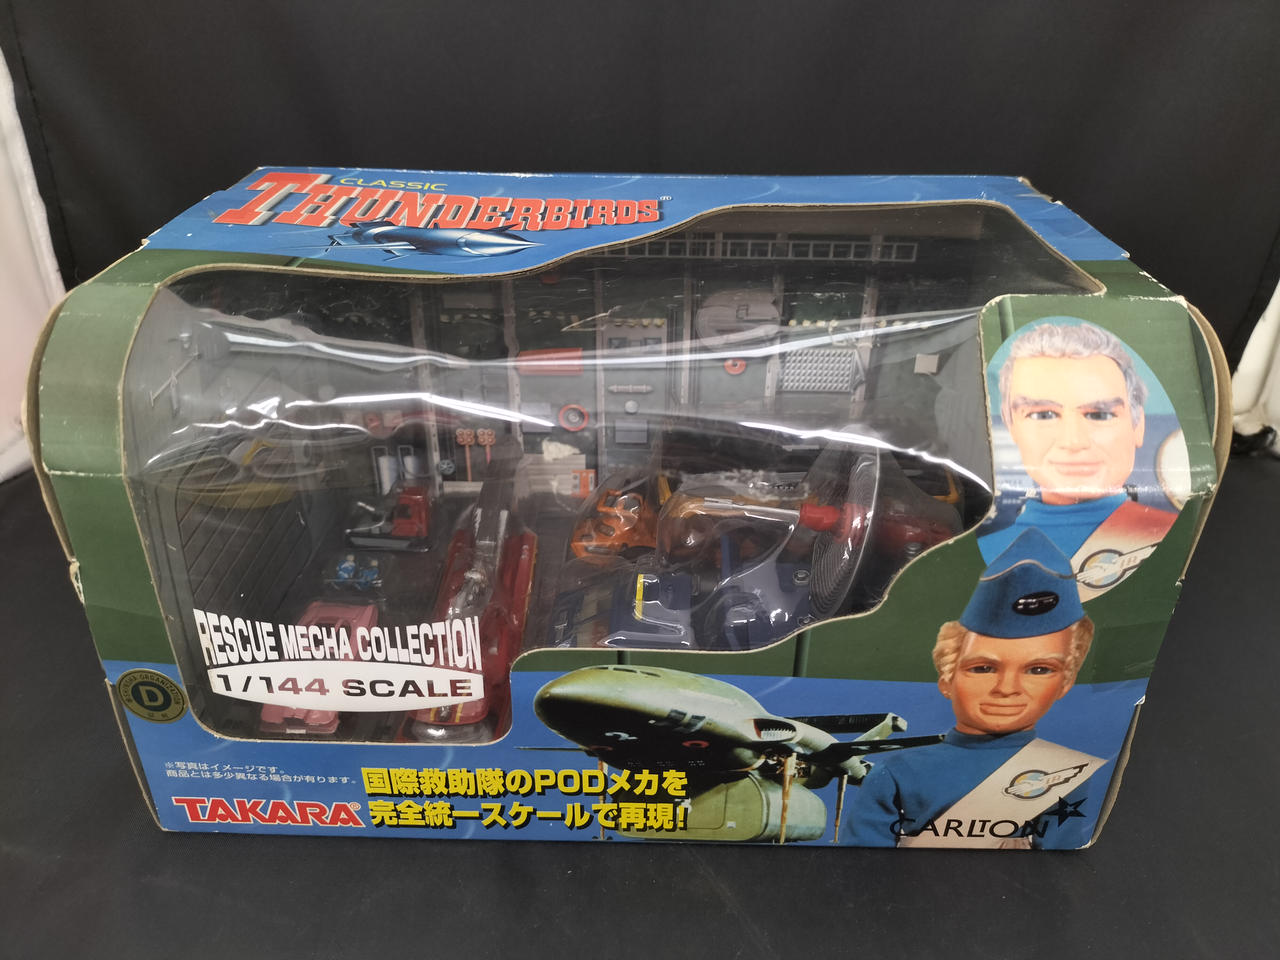 CLASSIC
THUNDERBIRDS
RESCUE MECHA COLLECTION
1/144 SCALE
D
※写真はイメージです。
商品とは多少異なる場合が有ります。
TAKARA®
国際救助隊のPODメカを
完全統一スケールで再現!
CARLTON